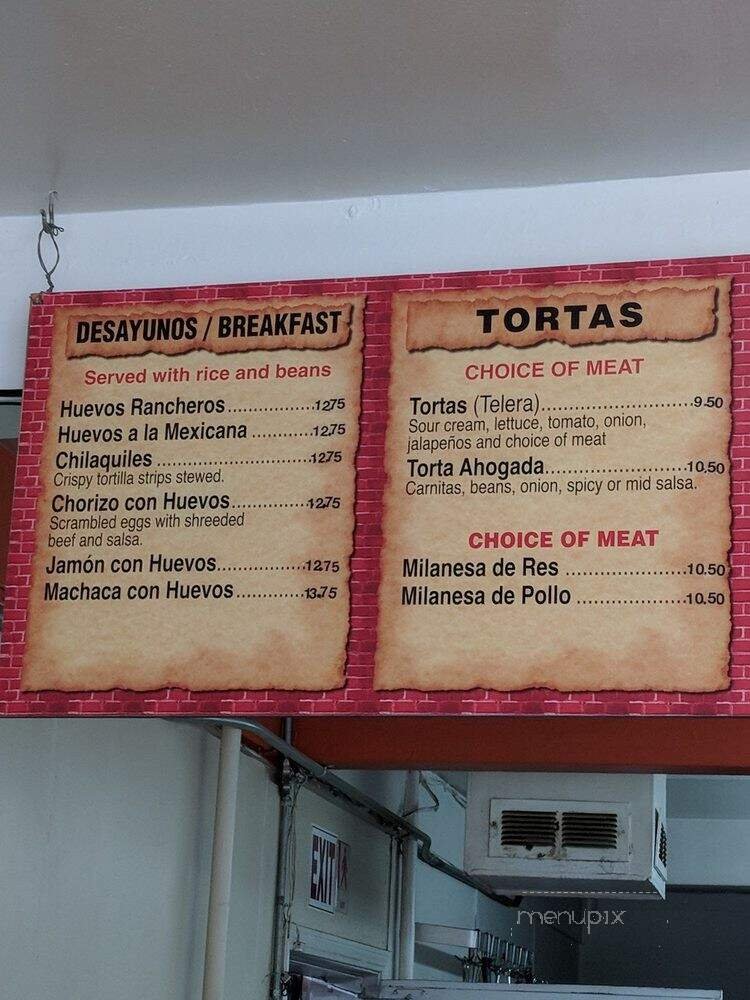 DESAYUNOS / BREAKFAST
Served with rice and beans
Huevos Rancheros..................12.75
Huevos a la Mexicana .............12.75
Chilaquiles ...............................12.75
Crispy tortilla strips stewed.
Chorizo con Huevos................12.75
Scrambled eggs with shreeded
beef and salsa.
Jamón con Huevos..................12.75
Machaca con Huevos ..............13.75
TORTAS
CHOICE OF MEAT
Tortas (Telera)..............................9.50
Sour cream, lettuce, tomato, onion,
jalapeños and choice of meat
Torta Ahogada............................10.50
Carnitas, beans, onion, spicy or mid salsa.
CHOICE OF MEAT
Milanesa de Res ........................10.50
Milanesa de Pollo ......................10.50
EXIT
menupix